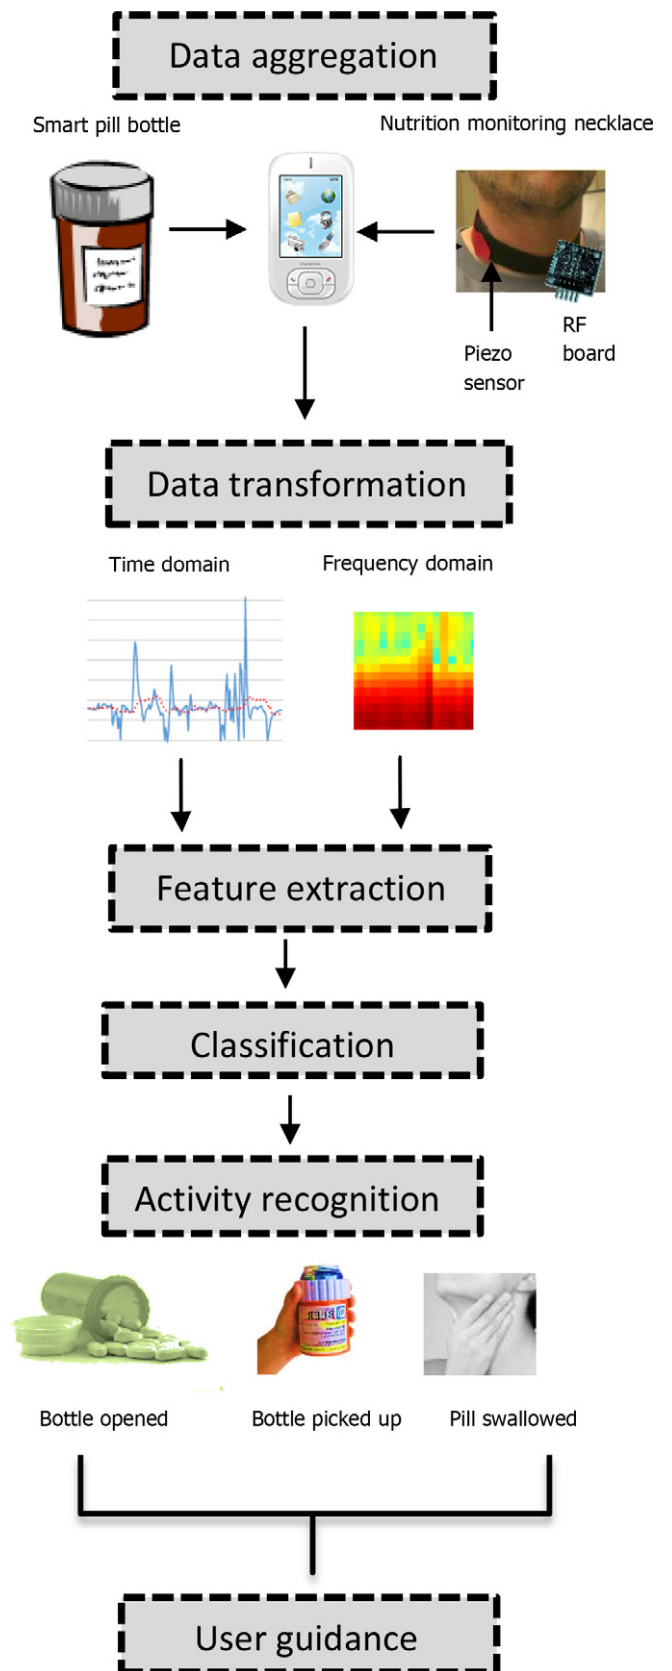 Data aggregation
Smart pill bottle
Nutrition monitoring necklace
Piezo
sensor
RF
board
Data transformation
Time domain
Frequency domain
Feature extraction
Classification
Activity recognition
Bottle opened
Bottle picked up
Pill swallowed
User guidance